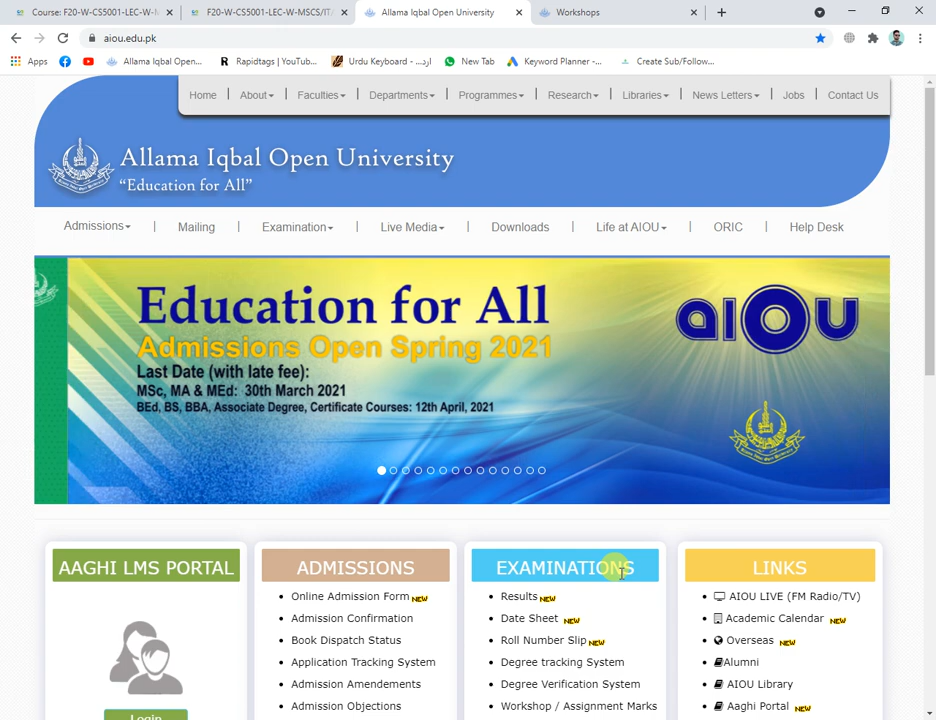 Course: F20-W-CS5001-LEC-W-M
F20-W-CS5001-LEC-W-MSCS/IT/
Allama Iqbal Open University
Workshops
aiou.edu.pk
Apps
Allama Iqbal Open...
Rapidtags | YouTub...
Urdu Keyboard - اردو...
New Tab
Keyword Planner -...
Create Sub/Follow...
Home | About | Faculties | Departments | Programmes | Research | Libraries | News Letters | Jobs | Contact Us
Allama Iqbal Open University
“Education for All”
Admissions | Mailing | Examination | Live Media | Downloads | Life at AIOU | ORIC | Help Desk
Education for All
AIOU
Admissions Open Spring 2021
Last Date (with late fee):
MSc, MA & MEd: 30th March 2021
BEd, BS, BBA, Associate Degree, Certificate Courses: 12th April, 2021
AAGHI LMS PORTAL
Login
ADMISSIONS
Online Admission Form NEW
Admission Confirmation
Book Dispatch Status
Application Tracking System
Admission Amendements
Admission Objections
EXAMINATIONS
Results NEW
Date Sheet NEW
Roll Number Slip NEW
Degree tracking System
Degree Verification System
Workshop / Assignment Marks
LINKS
AIOU LIVE (FM Radio/TV)
Academic Calendar NEW
Overseas NEW
Alumni
AIOU Library
Aaghi Portal NEW